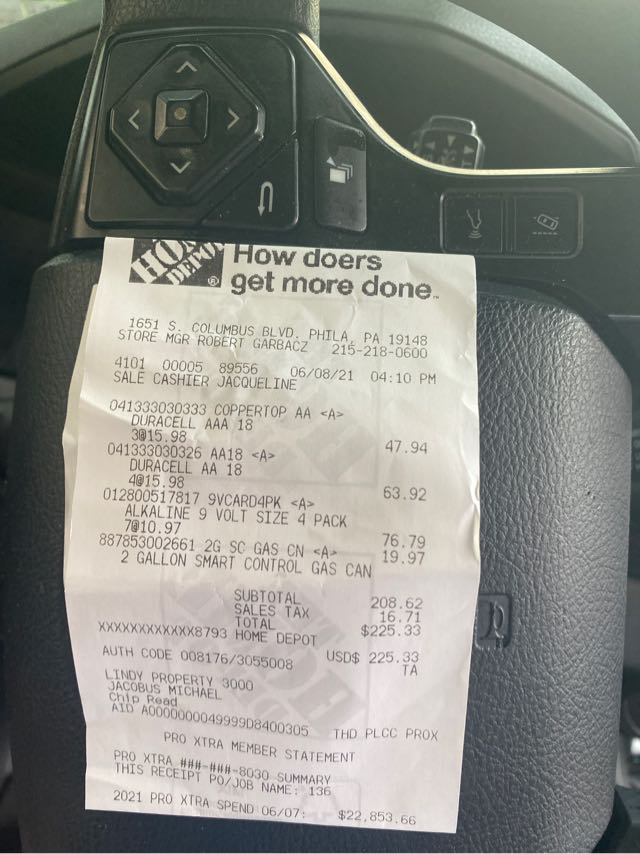 HOME DEPOT
How doers
get more done.
1651 S. COLUMBUS BLVD. PHILA, PA 19148
STORE MGR ROBERT GARBACZ 215-218-0600
4101 00005 89556 06/08/21 04:10 PM
SALE CASHIER JACQUELINE
041333030333 COPPERTOP AA <A>
DURACELL AAA 18
3@15.98 47.94
041333030326 AA18 <A>
DURACELL AA 18
4@15.98 63.92
012800517817 9VCARD4PK <A>
ALKALINE 9 VOLT SIZE 4 PACK
7@10.97 76.79
887853002661 2G SC GAS CN <A> 19.97
2 GALLON SMART CONTROL GAS CAN
SUBTOTAL 208.62
SALES TAX 16.71
TOTAL $225.33
XXXXXXXXXXXX8793 HOME DEPOT
USD$ 225.33
AUTH CODE 008176/3055008 TA
LINDY PROPERTY 3000
JACOBUS MICHAEL
Chip Read
AID A0000000049999D8400305 THD PLCC PROX
PRO XTRA MEMBER STATEMENT
PRO XTRA ###-###-8030 SUMMARY
THIS RECEIPT PO/JOB NAME: 136
2021 PRO XTRA SPEND 06/07: $22,853.66